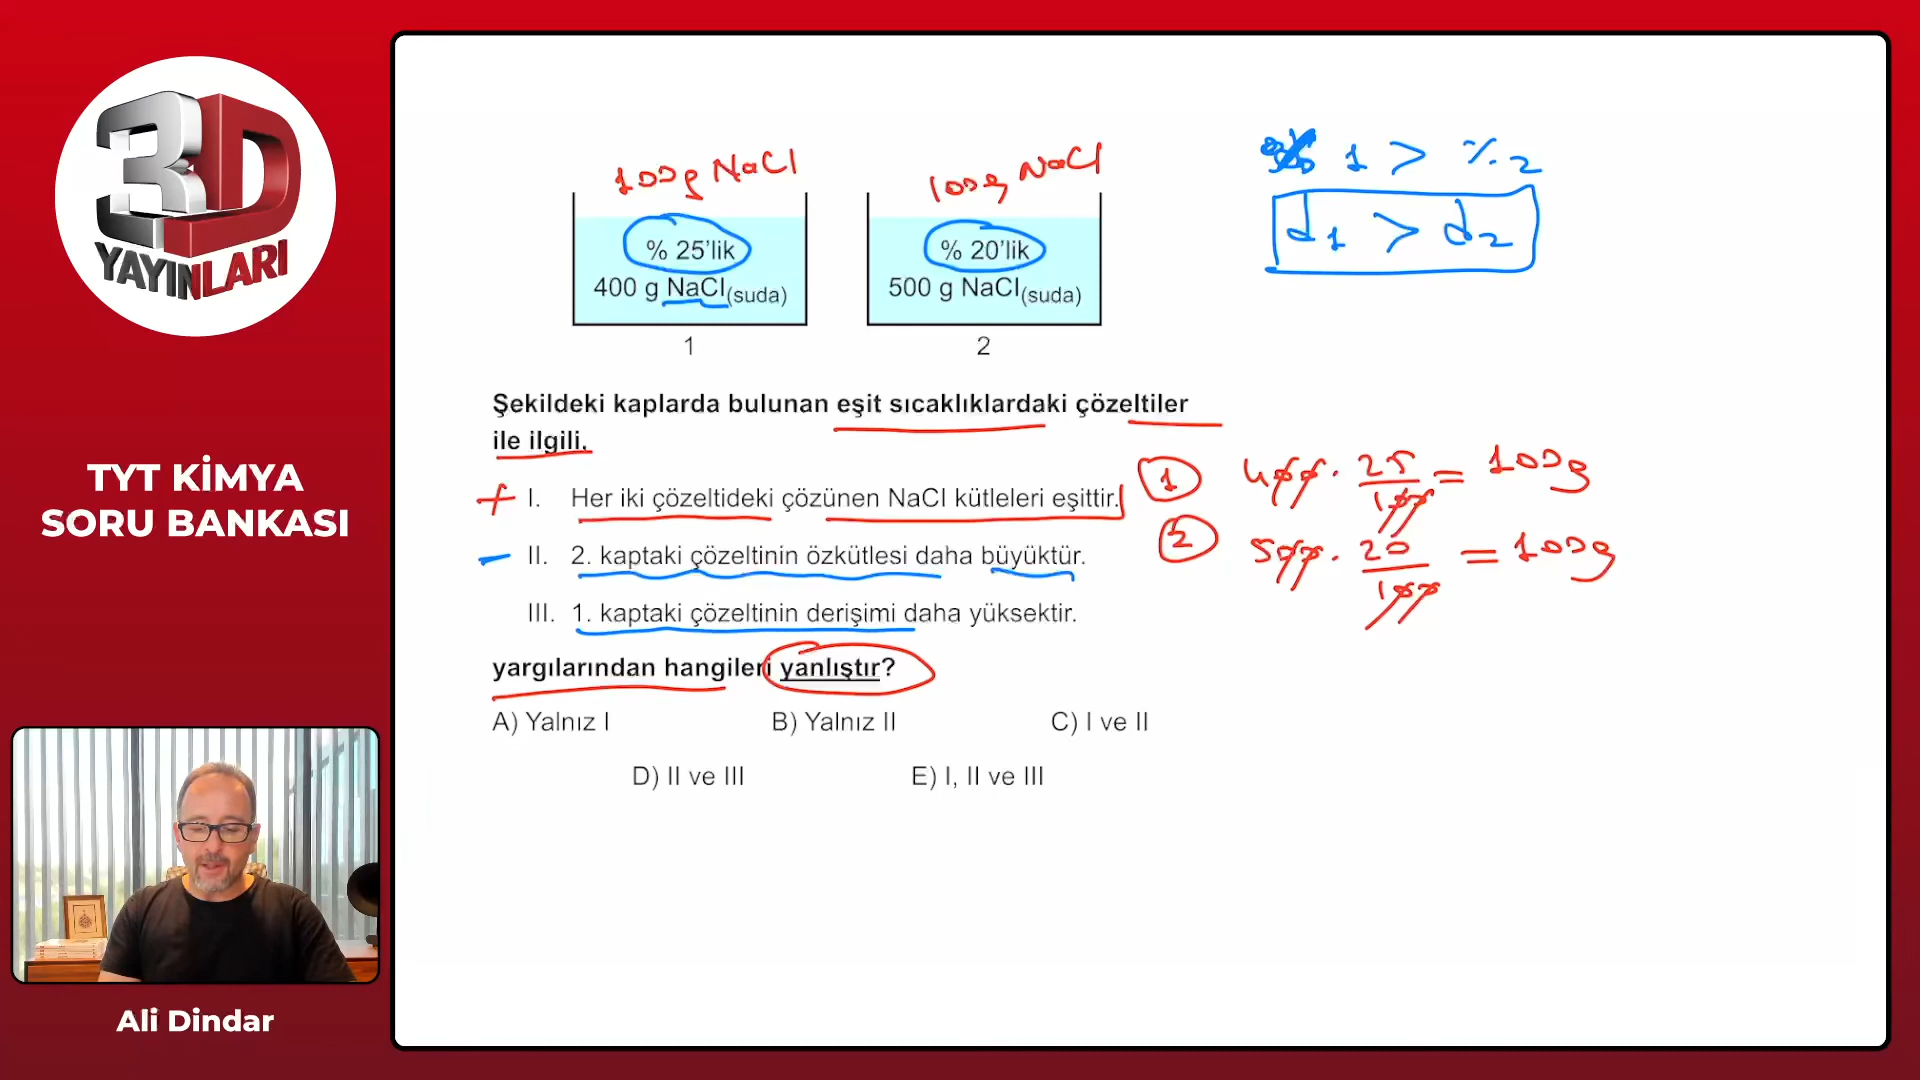 3D
YAYINLARI
TYT KİMYA
SORU BANKASI
Ali Dindar
100g NaCl
100g NaCl
% 25'lik
400 g NaCl(suda)
1
% 20'lik
500 g NaCl(suda)
2
1 > %2
d1 > d2
Şekildeki kaplarda bulunan eşit sıcaklıklardaki çözeltiler
ile ilgili,
+ I. Her iki çözeltideki çözünen NaCl kütleleri eşittir.
– II. 2. kaptaki çözeltinin özkütlesi daha büyüktür.
III. 1. kaptaki çözeltinin derişimi daha yüksektir.
yargılarından hangileri yanlıştır?
A) Yalnız I B) Yalnız II C) I ve II
D) II ve III E) I, II ve III
1 400 . 25/100 = 100g
2 500 . 20/100 = 100g